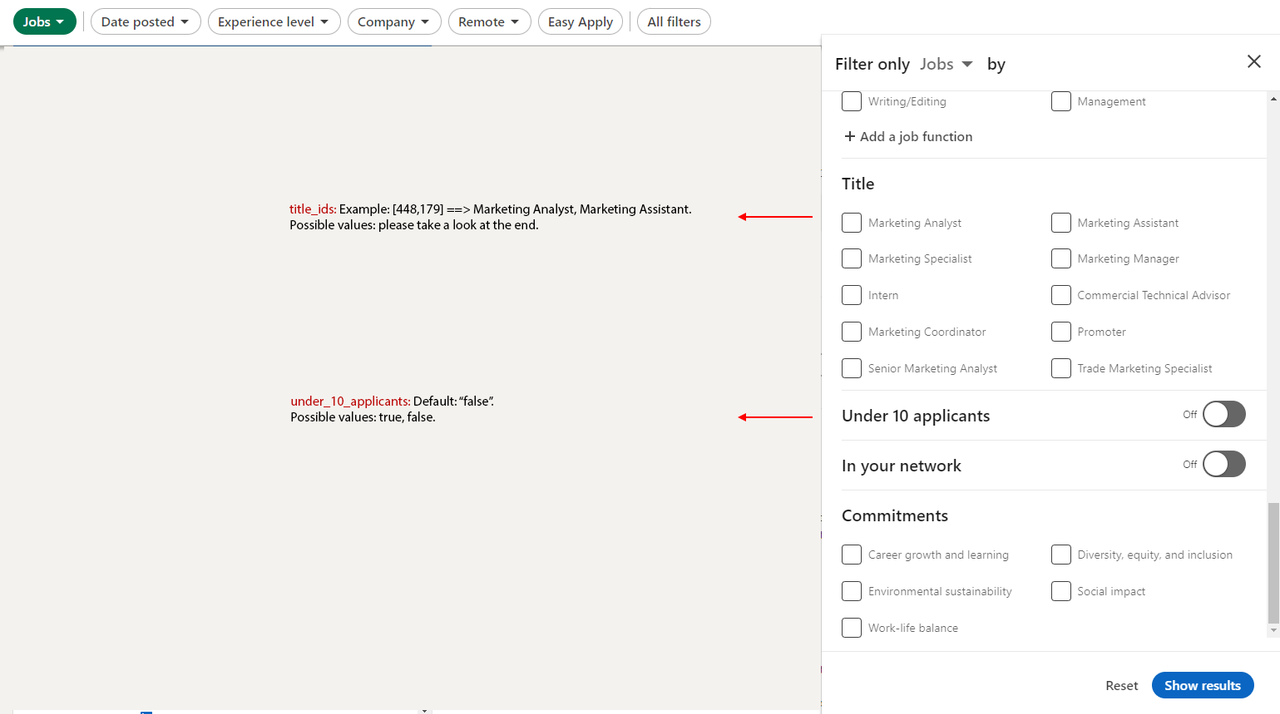 Jobs Date posted Experience level Company Remote Easy Apply All filters
Filter only Jobs by
Writing/Editing Management
+ Add a job function
Title
title_ids: Example: [448,179] ==> Marketing Analyst, Marketing Assistant.
Possible values: please take a look at the end.
Marketing Analyst Marketing Assistant
Marketing Specialist Marketing Manager
Intern Commercial Technical Advisor
Marketing Coordinator Promoter
Senior Marketing Analyst Trade Marketing Specialist
under_10_applicants: Default: “false”.
Possible values: true, false.
Under 10 applicants Off
In your network Off
Commitments
Career growth and learning Diversity, equity, and inclusion
Environmental sustainability Social impact
Work-life balance
Reset Show results